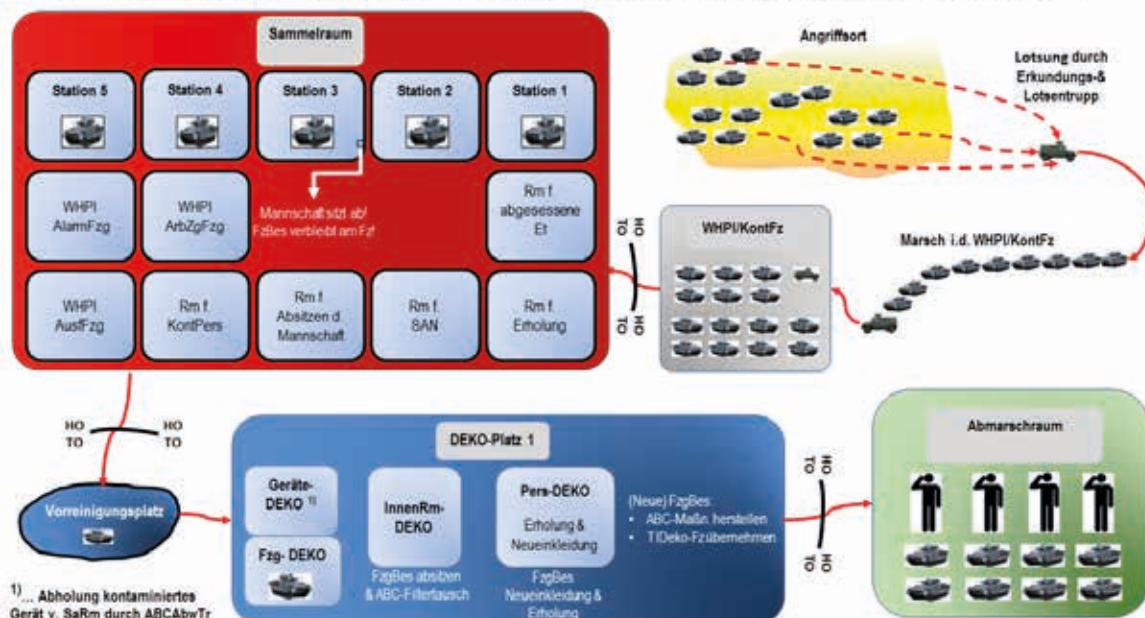 Sammelraum
Station 5
Station 4
Station 3
Station 2
Station 1
WHPl
AlarmFzg
WHPl
ArbZgFzg
Mannschaft sitzt ab!
FzBes verbleibt am Fz!
Rm f.
abgesessene
Et
WHPl
AusfFzg
Rm f.
KontPers
Rm f.
Absitzen d.
Mannschaft
Rm f.
SAN
Rm f.
Erholung
Angriffsort
Lotsung durch
Erkundungs-&
Lotsentrupp
HO
TO
HO
TO
WHPl/KontFz
Marsch i.d. WHPl/KontFz
HO
TO
HO
TO
Vorreinigungsplatz
1)... Abholung kontaminiertes
Gerät v. SaRm durch ABCAbwTr
DEKO-Platz 1
Geräte-
DEKO 1)
Fzg- DEKO
InnenRm-
DEKO
FzgBes absitzen
& ABC-Filtertausch
Pers-DEKO
Erholung &
Neueinkleidung
FzgBes
Neueinkleidung &
Erholung
(Neue) FzgBes:
• ABC-Maßn. herstellen
• TlDeko-Fz übernehmen
HO
TO
HO
TO
Abmarschraum